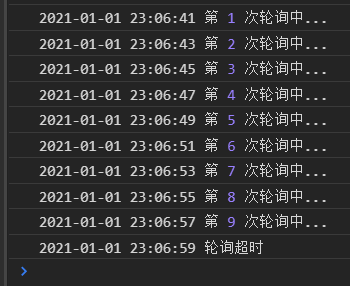 2021-01-01 23:06:41 第 1 次轮询中...
2021-01-01 23:06:43 第 2 次轮询中...
2021-01-01 23:06:45 第 3 次轮询中...
2021-01-01 23:06:47 第 4 次轮询中...
2021-01-01 23:06:49 第 5 次轮询中...
2021-01-01 23:06:51 第 6 次轮询中...
2021-01-01 23:06:53 第 7 次轮询中...
2021-01-01 23:06:55 第 8 次轮询中...
2021-01-01 23:06:57 第 9 次轮询中...
2021-01-01 23:06:59 轮询超时